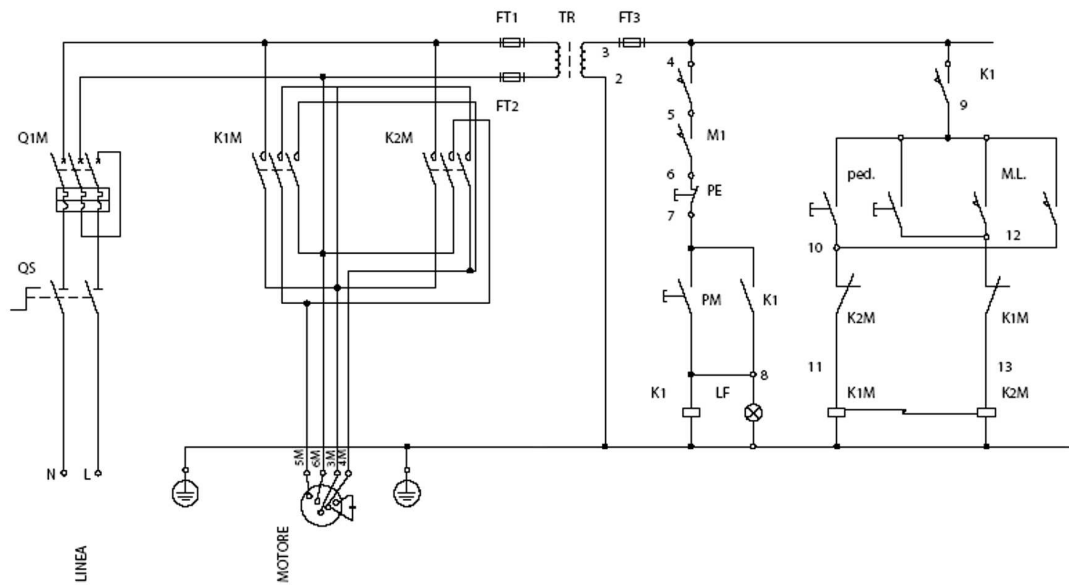 FT1
TR
FT3
3
2
FT2
4
5
M1
6
PE
7
PM
K1
8
K1
LF
K1
9
ped.
M.L.
10
12
K2M
K1M
11
13
K1M
K2M
Q1M
K1M
K2M
QS
N
L
5M
6M
3M
4M
LINEA
MOTORE